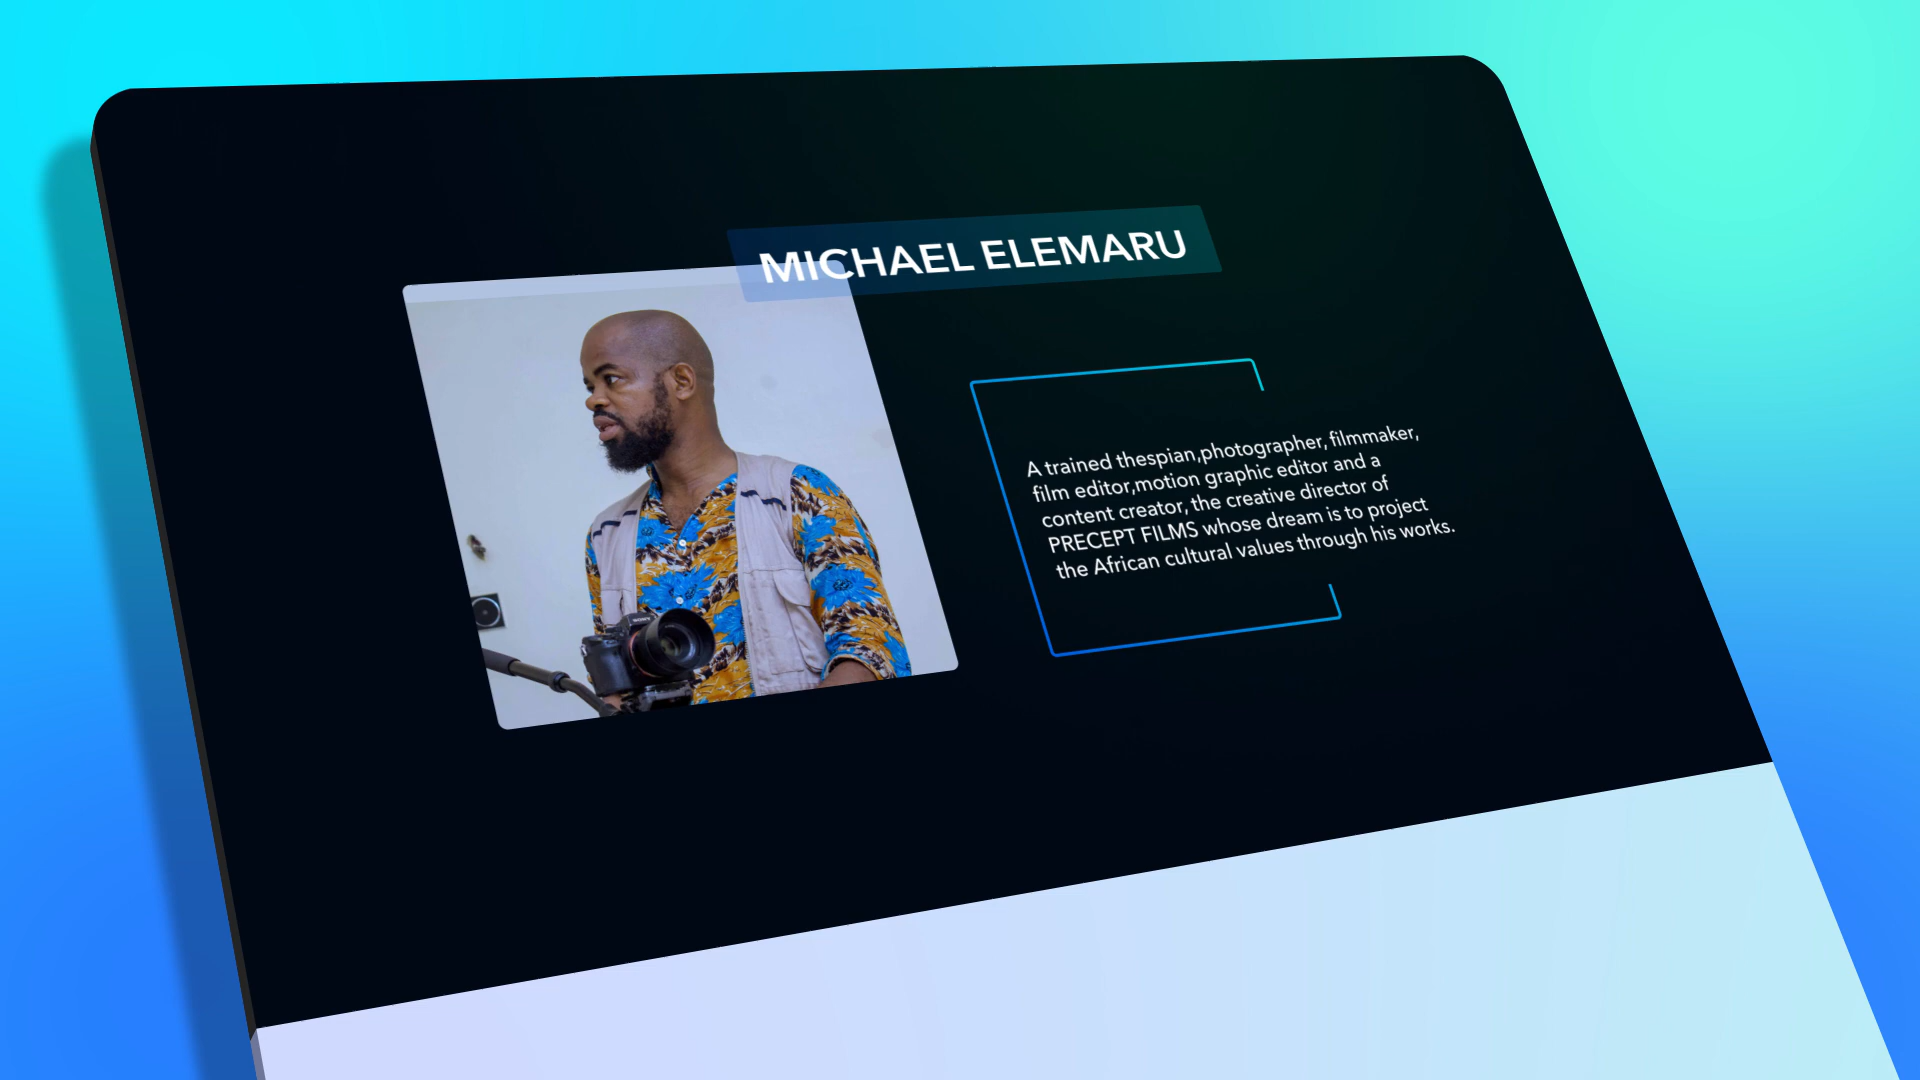 MICHAEL ELEMARU
A trained thespian,photographer, filmmaker,
film editor,motion graphic editor and a
content creator, the creative director of
PRECEPT FILMS whose dream is to project
the African cultural values through his works.
SONY